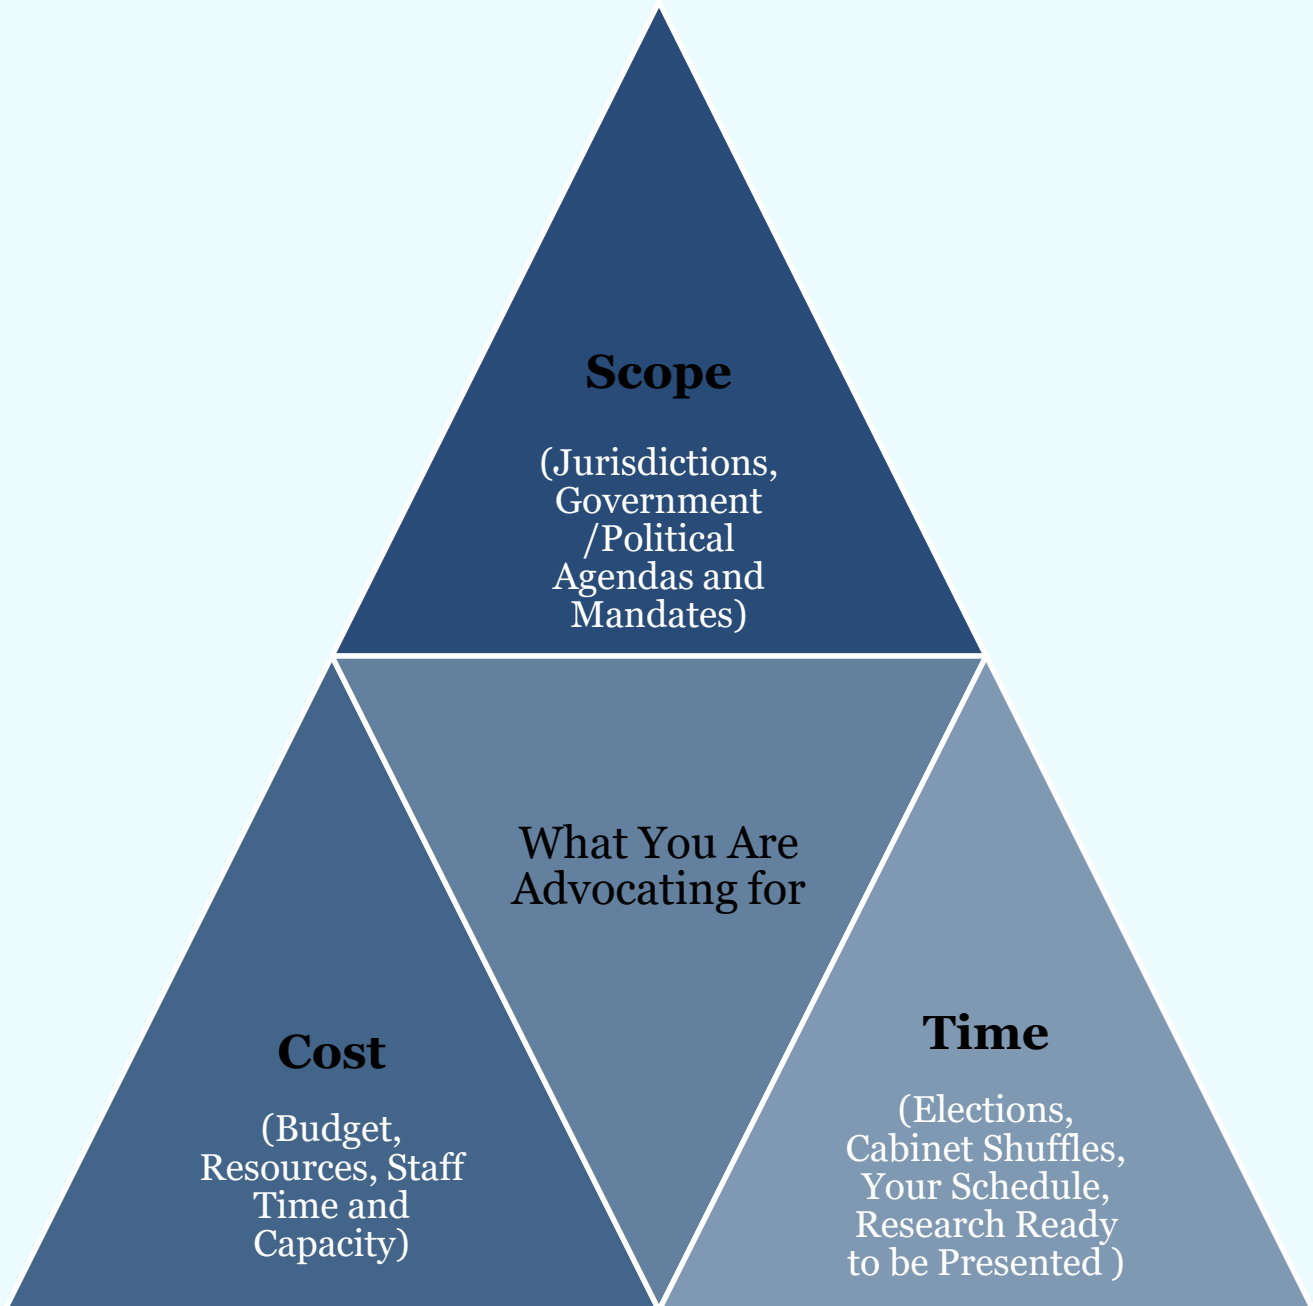 Scope
(Jurisdictions,
Government
/Political
Agendas and
Mandates)
What You Are
Advocating for
Cost
(Budget,
Resources, Staff
Time and
Capacity)
Time
(Elections,
Cabinet Shuffles,
Your Schedule,
Research Ready
to be Presented )